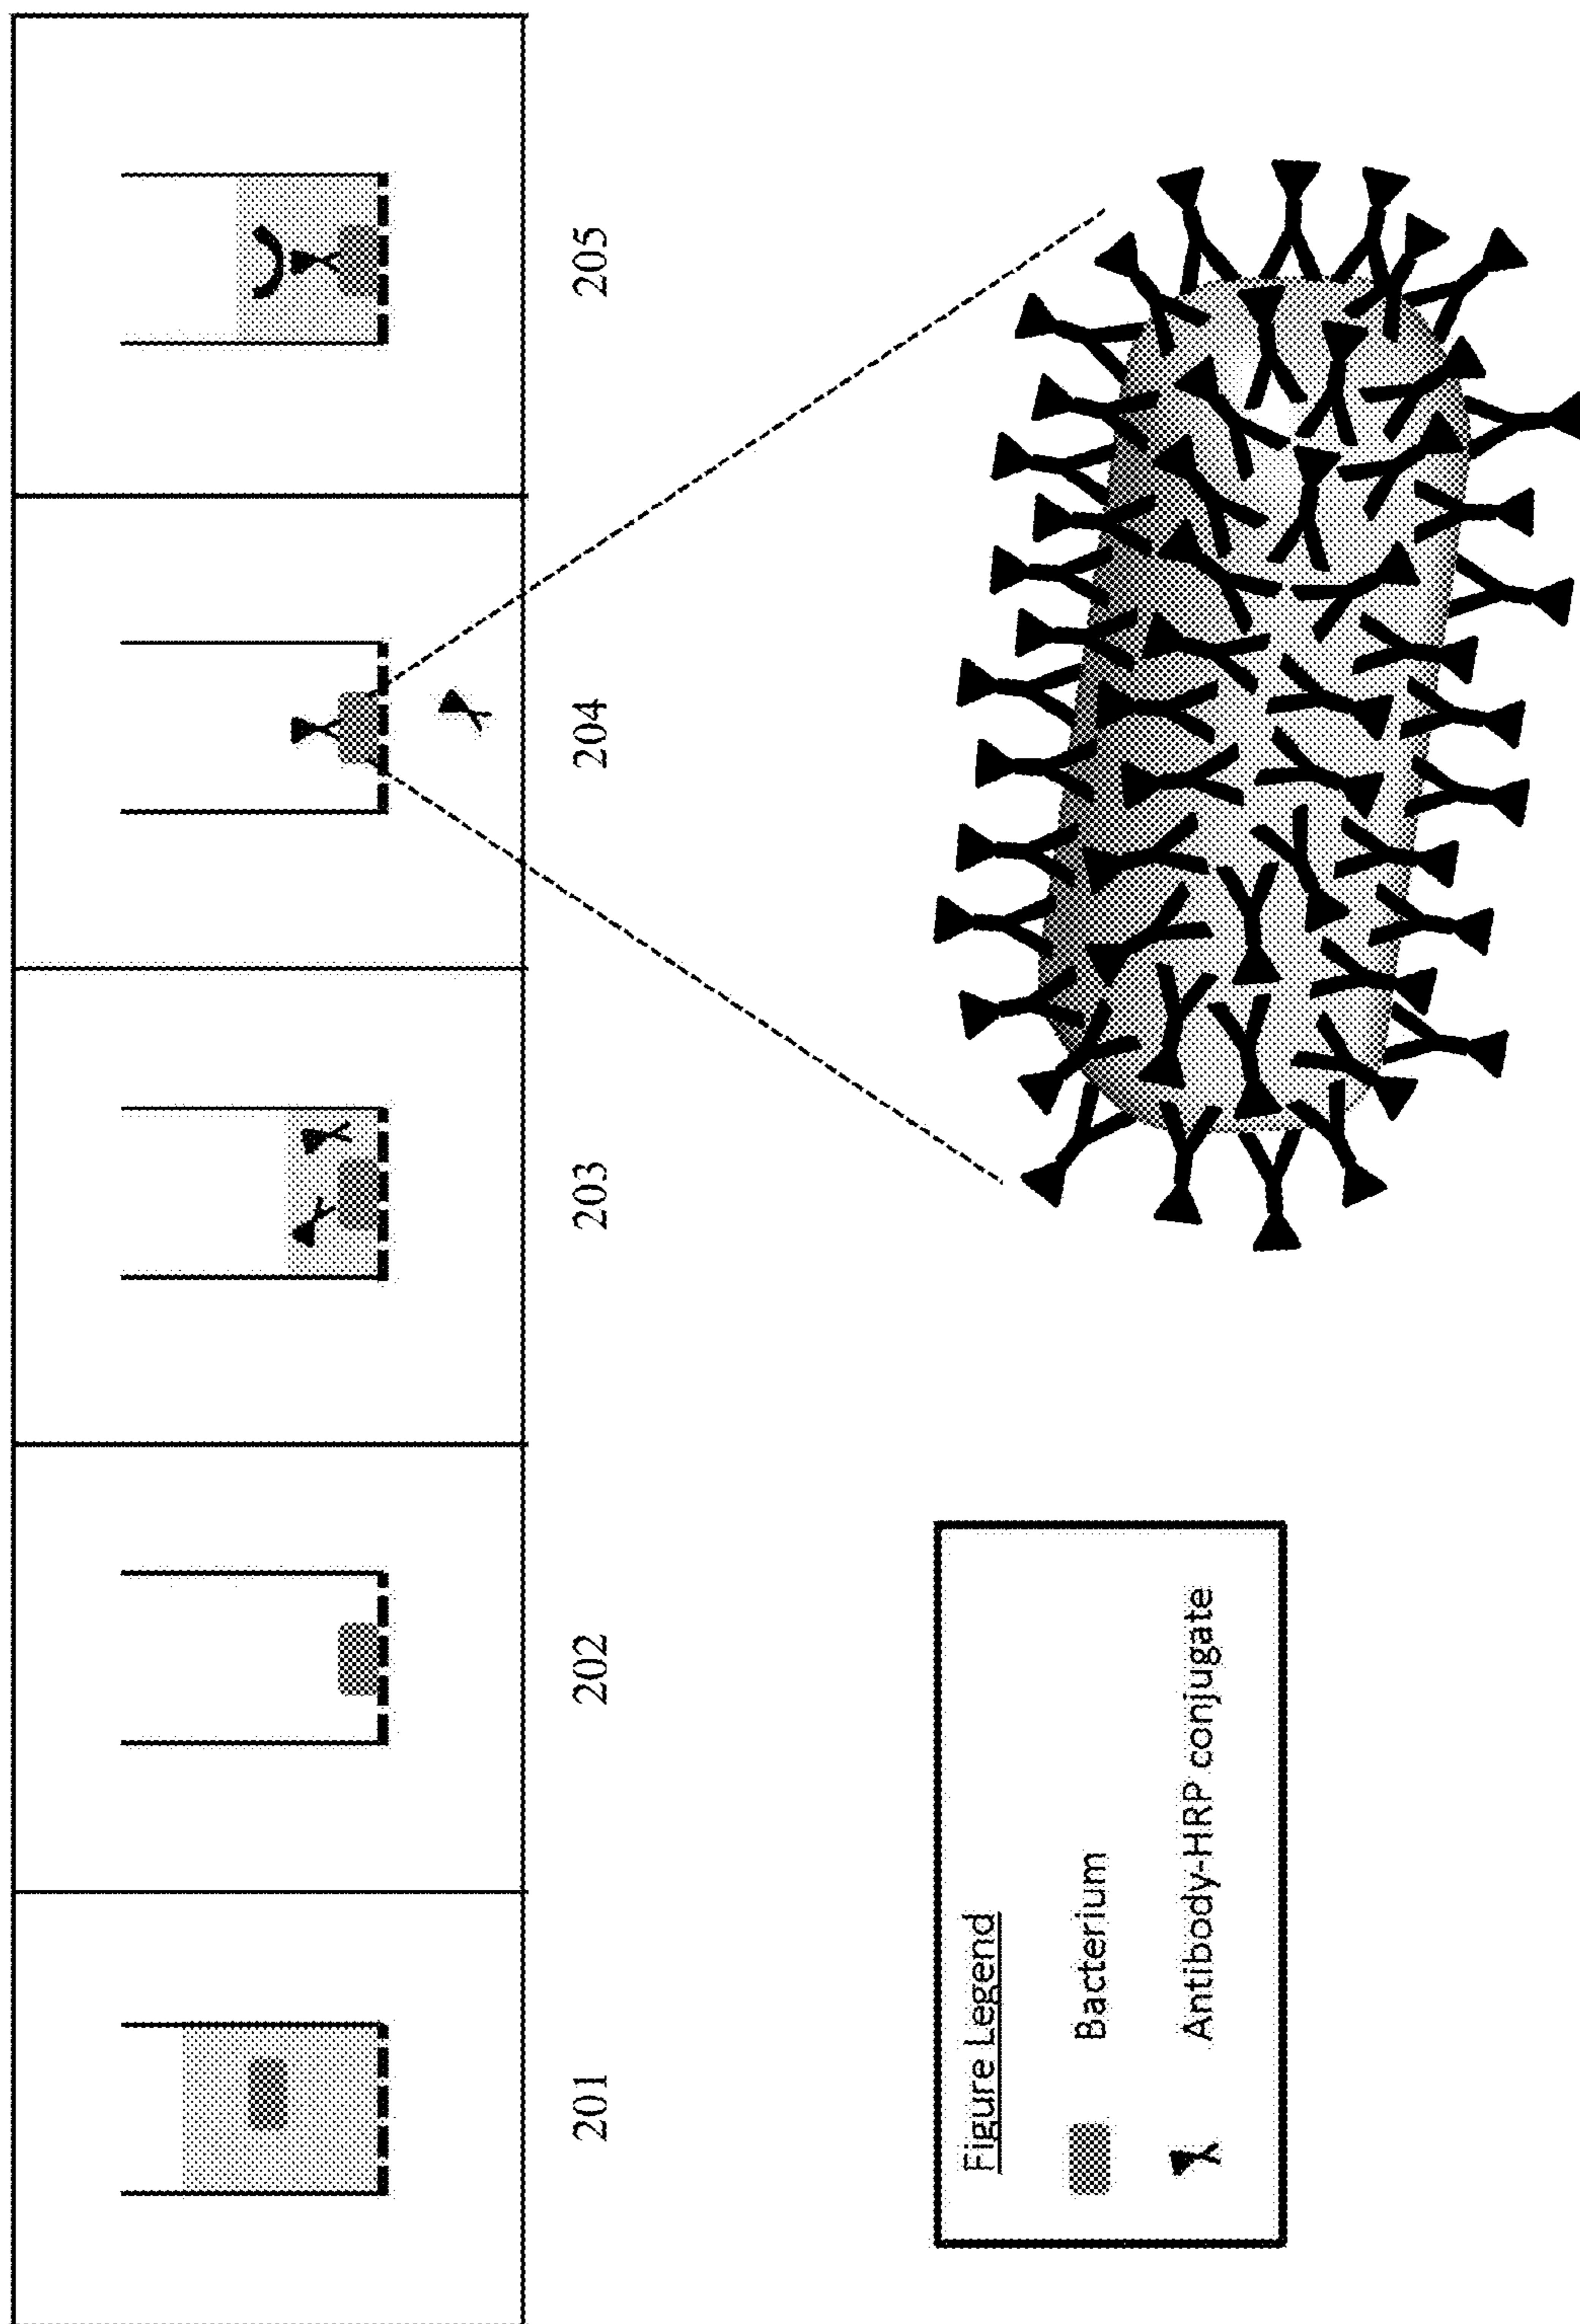 201
202
203
204
205
Figure Legend
Bacterium
Antibody-HRP conjugate